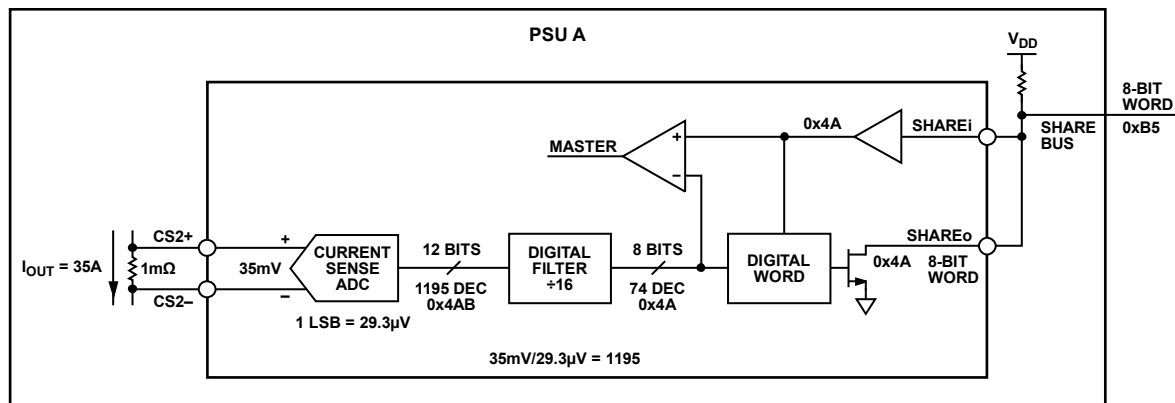 PSU A
VDD
8-BIT
WORD
0xB5
SHARE
BUS
0x4A
SHAREi
MASTER
+
−
SHAREo
0x4A
8-BIT
WORD
CS2+
IOUT = 35A
1mΩ
CS2−
+
35mV
−
CURRENT
SENSE
ADC
12 BITS
1195 DEC
0x4AB
DIGITAL
FILTER
÷16
8 BITS
74 DEC
0x4A
DIGITAL
WORD
1 LSB = 29.3µV
35mV/29.3µV = 1195